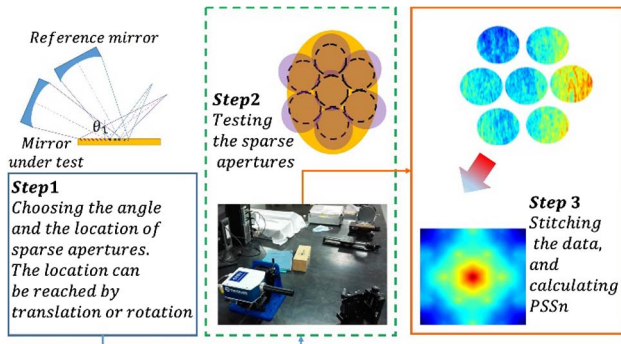 Reference mirror
θ1
Mirror
under test
Step1
Choosing the angle
and the location of
sparse apertures.
The location can
be reached by
translation or rotation
Step2
Testing
the sparse
apertures
Step 3
Stitching
the data,
and
calculating
PSSn